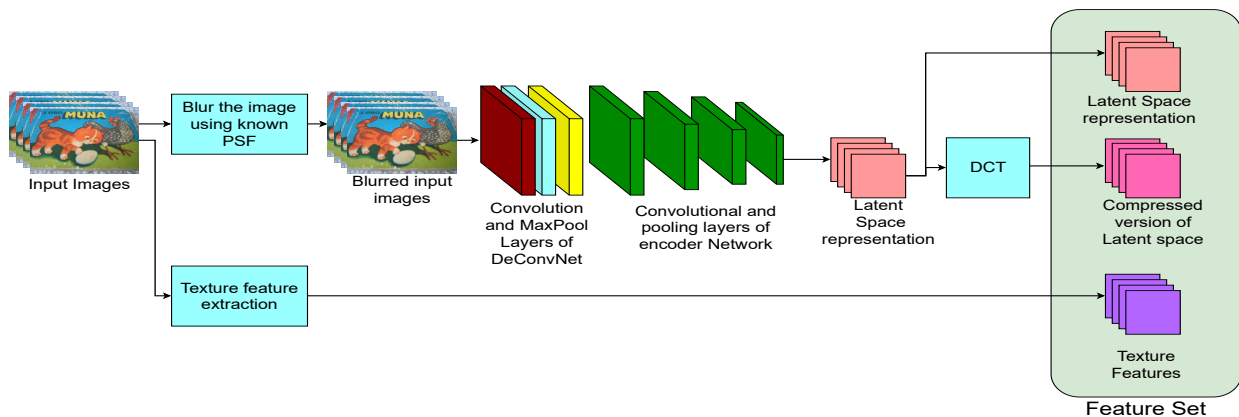 MUNA
Input Images
Blur the image
using known
PSF
MUNA
Blurred input
images
Convolution
and MaxPool
Layers of
DeConvNet
Convolutional and
pooling layers of
encoder Network
Latent
Space
representation
DCT
Latent Space
representation
Compressed
version of
Latent space
Texture feature
extraction
Texture
Features
Feature Set